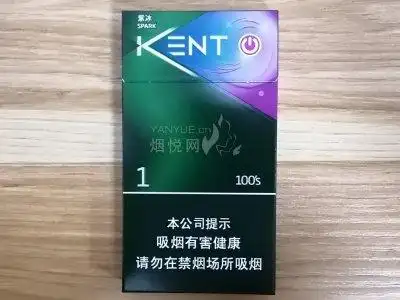 紫冰
SPARK
KENT
YANYUE.cn
烟悦网
1 100's
本公司提示
吸烟有害健康
请勿在禁烟场所吸烟